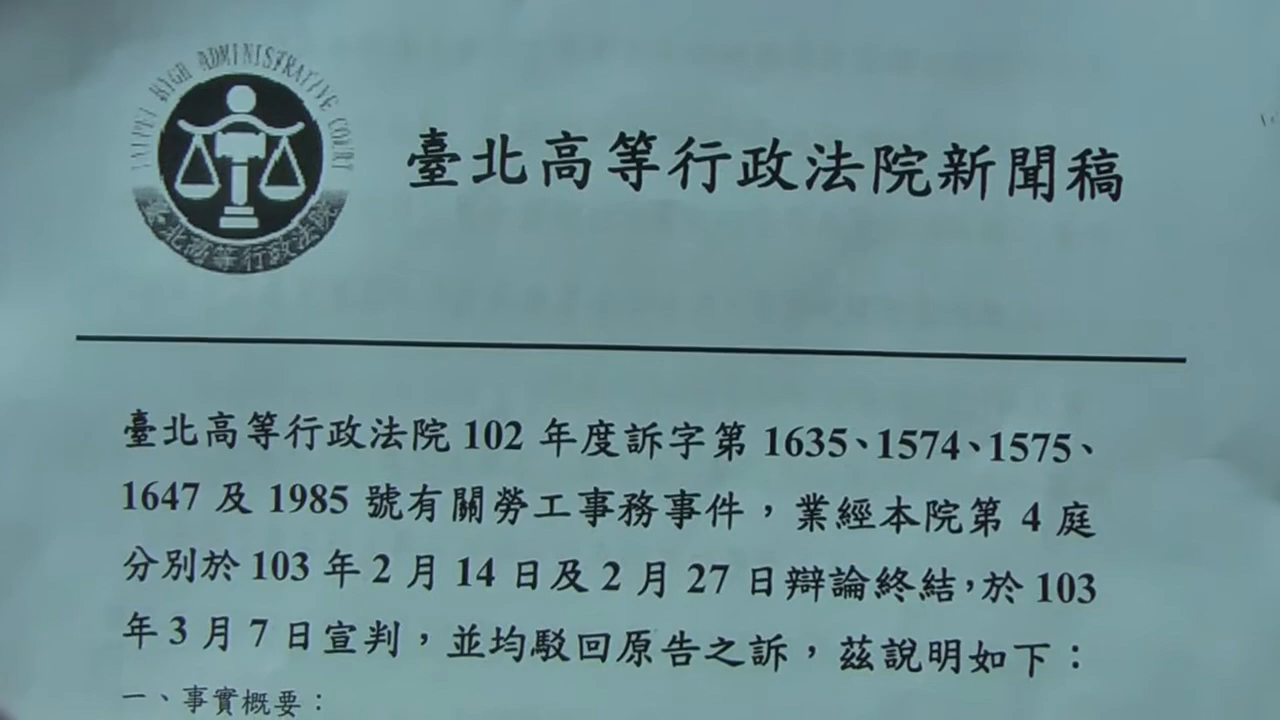 TAIPEI HIGH ADMINISTRATIVE COURT
臺北高等行政法院
臺北高等行政法院新聞稿
臺北高等行政法院 102 年度訴字第 1635、1574、1575、
1647 及 1985 號有關勞工事務事件，業經本院第 4 庭
分別於 103 年 2 月 14 日及 2 月 27 日辯論終結，於 103
年 3 月 7 日宣判，並均駁回原告之訴，茲說明如下：
一、事實概要：